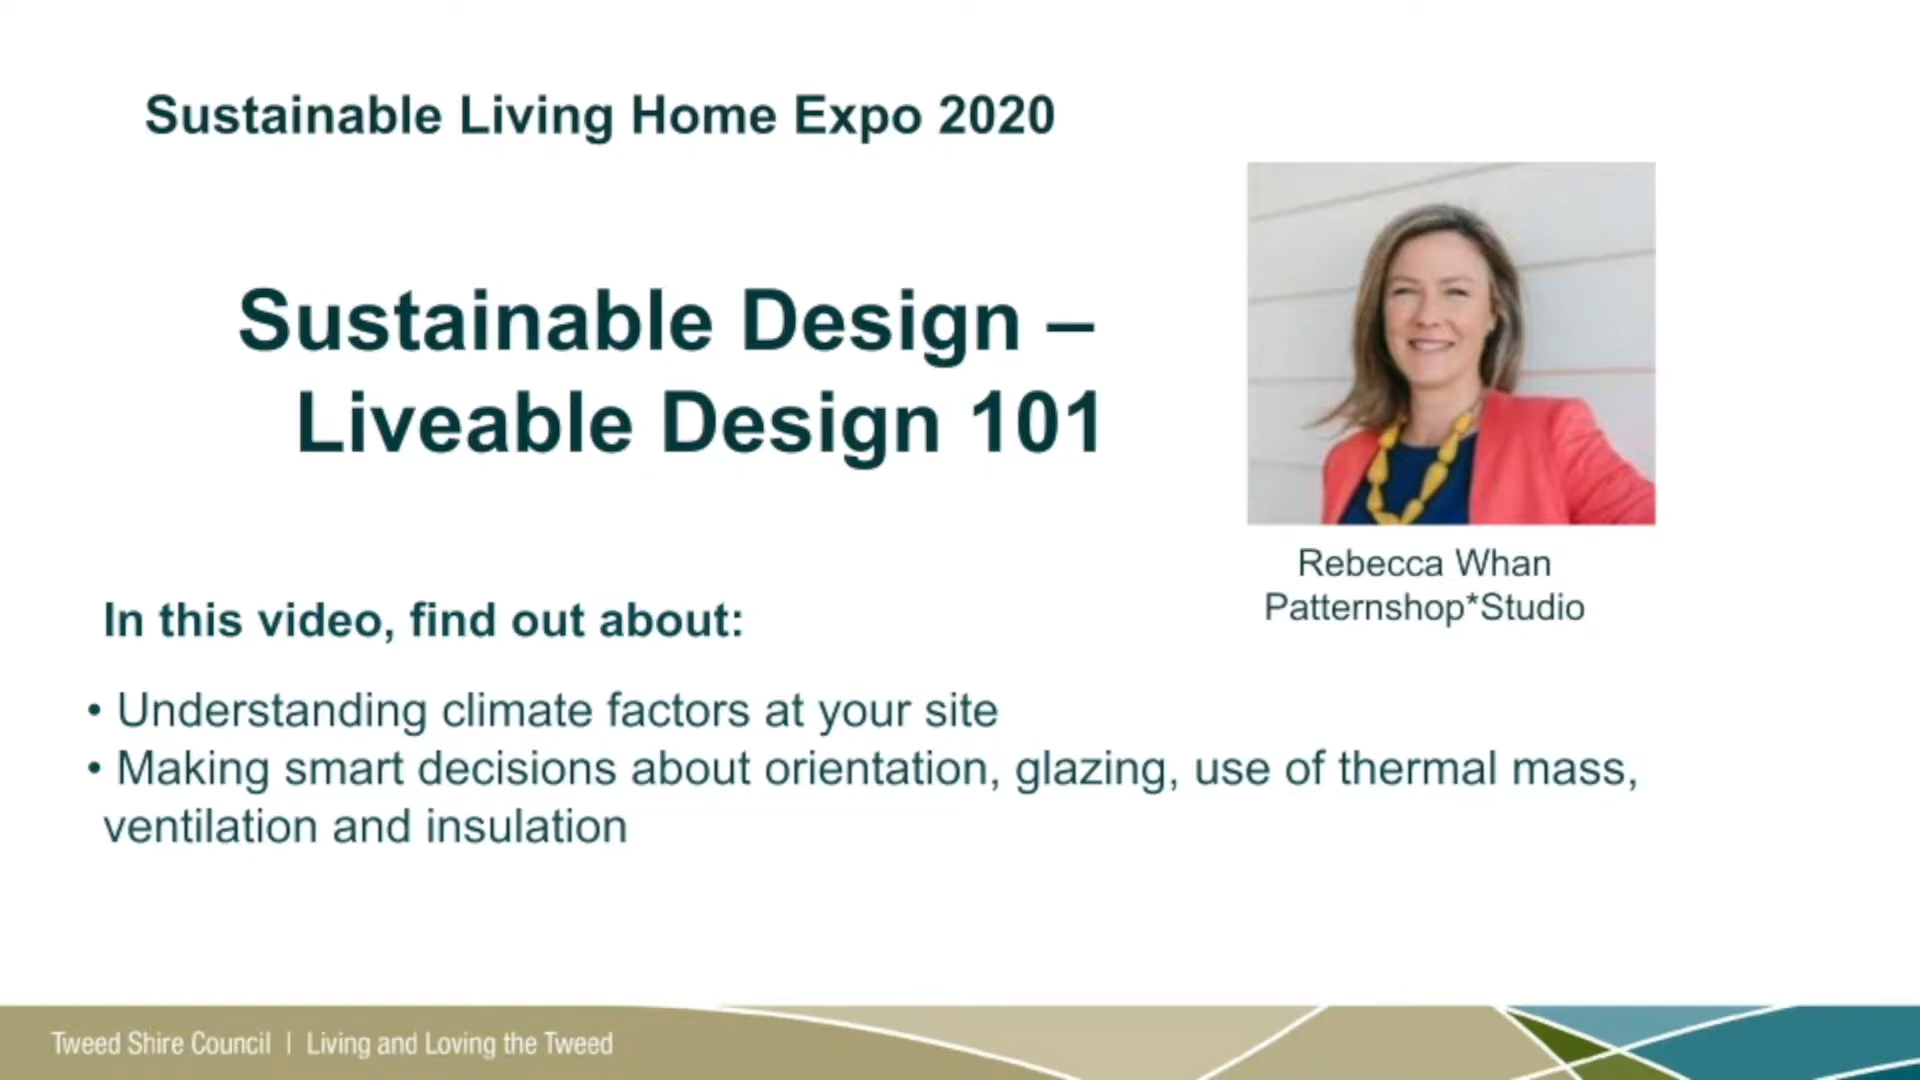 Sustainable Living Home Expo 2020
Sustainable Design –
Liveable Design 101
Rebecca Whan
Patternshop*Studio
In this video, find out about:
• Understanding climate factors at your site
• Making smart decisions about orientation, glazing, use of thermal mass,
ventilation and insulation
Tweed Shire Council | Living and Loving the Tweed